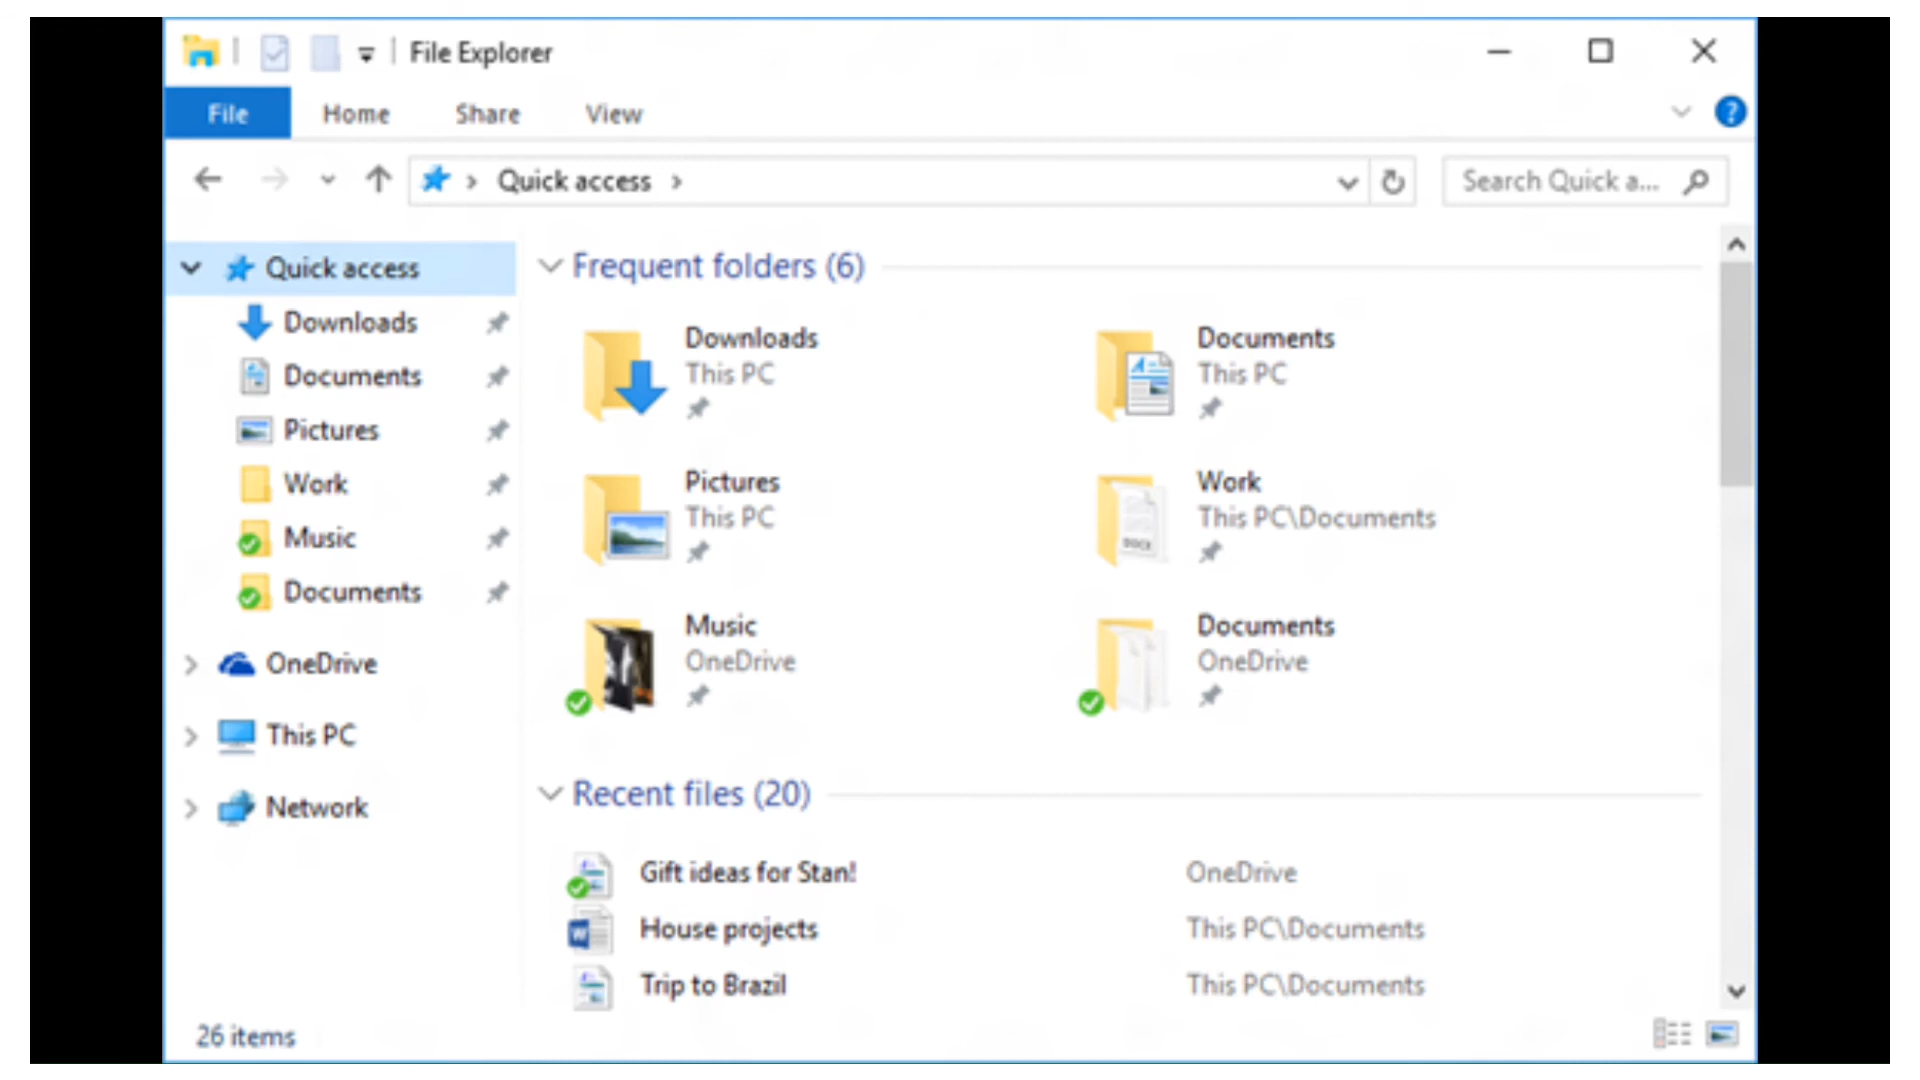 File Explorer
File Home Share View
?
Quick access
Search Quick a...
Quick access
Downloads
Documents
Pictures
Work
Music
Documents
OneDrive
This PC
Network
Frequent folders (6)
Downloads
This PC
Documents
This PC
Pictures
This PC
Work
This PC\Documents
DOCX
Music
OneDrive
Documents
OneDrive
Recent files (20)
Gift ideas for Stan! OneDrive
House projects This PC\Documents
Trip to Brazil This PC\Documents
26 items